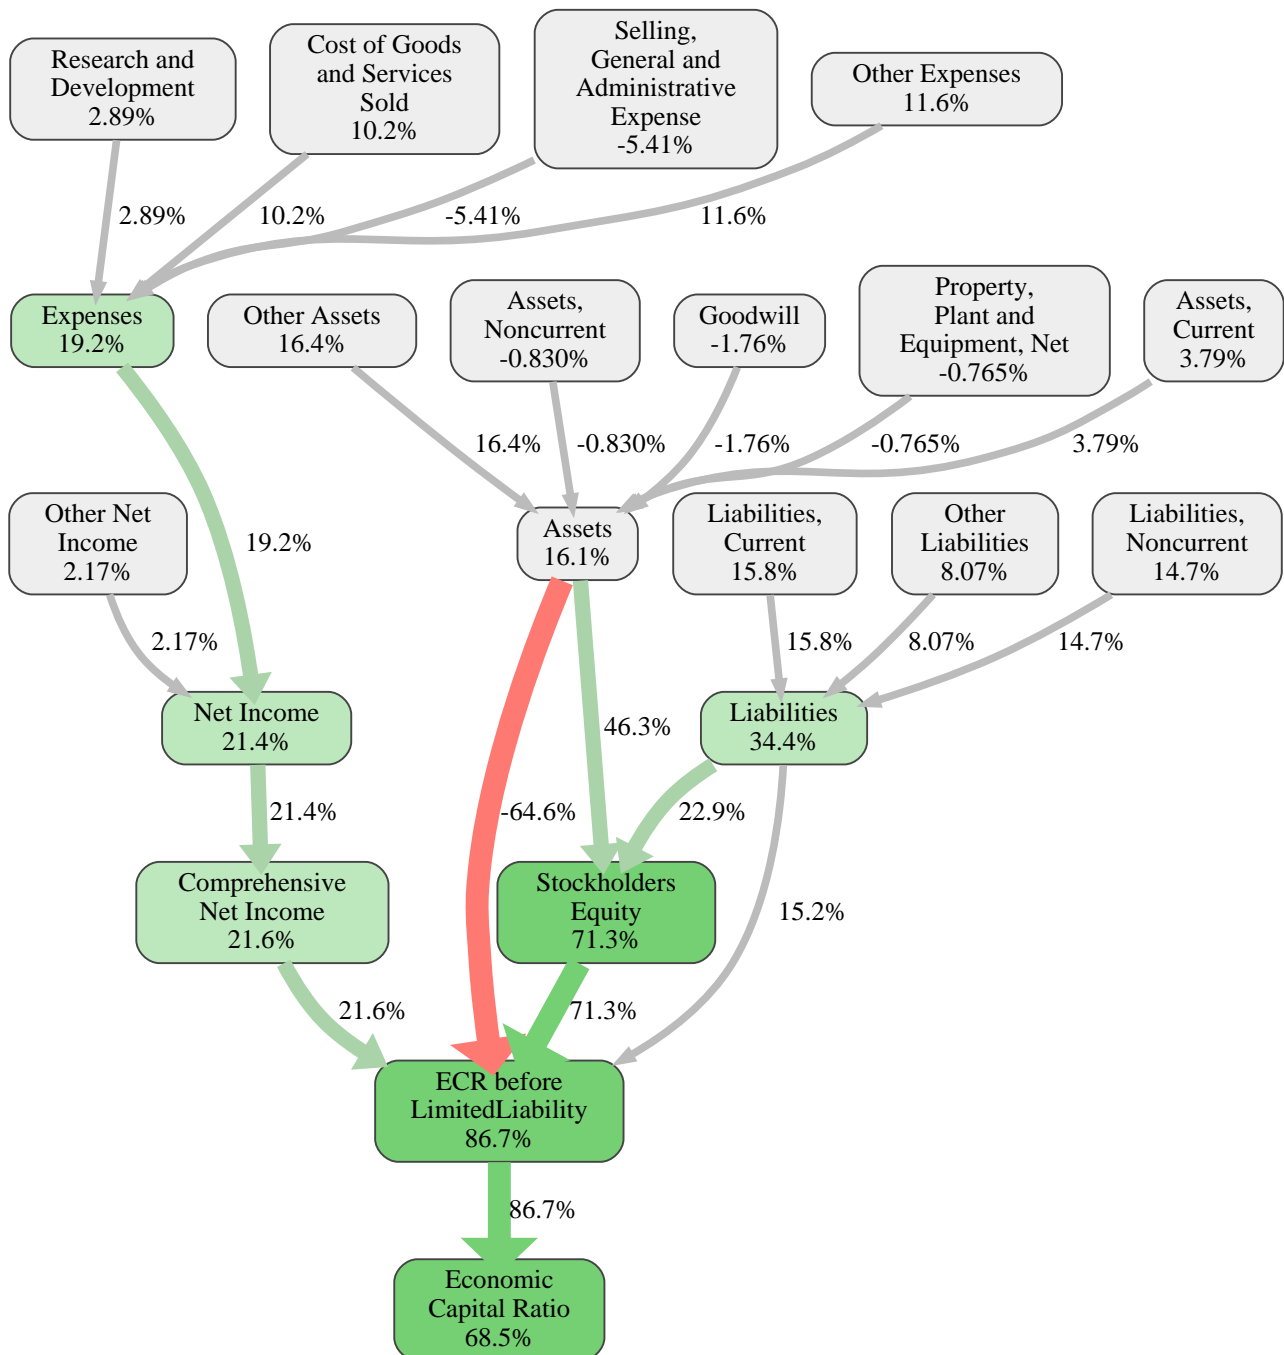 Research and
Development
2.89%
Cost of Goods
and Services
Sold
10.2%
Selling,
General and
Administrative
Expense
-5.41%
Other Expenses
11.6%
2.89%
10.2%
-5.41%
11.6%
Expenses
19.2%
Other Assets
16.4%
Assets,
Noncurrent
-0.830%
Goodwill
-1.76%
Property,
Plant and
Equipment, Net
-0.765%
Assets,
Current
3.79%
16.4%
-0.830%
-1.76%
-0.765%
3.79%
Other Net
Income
2.17%
19.2%
Assets
16.1%
Liabilities,
Current
15.8%
Other
Liabilities
8.07%
Liabilities,
Noncurrent
14.7%
2.17%
15.8%
8.07%
14.7%
Net Income
21.4%
46.3%
Liabilities
34.4%
21.4%
-64.6%
22.9%
Comprehensive
Net Income
21.6%
Stockholders
Equity
71.3%
15.2%
21.6%
71.3%
ECR before
LimitedLiability
86.7%
86.7%
Economic
Capital Ratio
68.5%